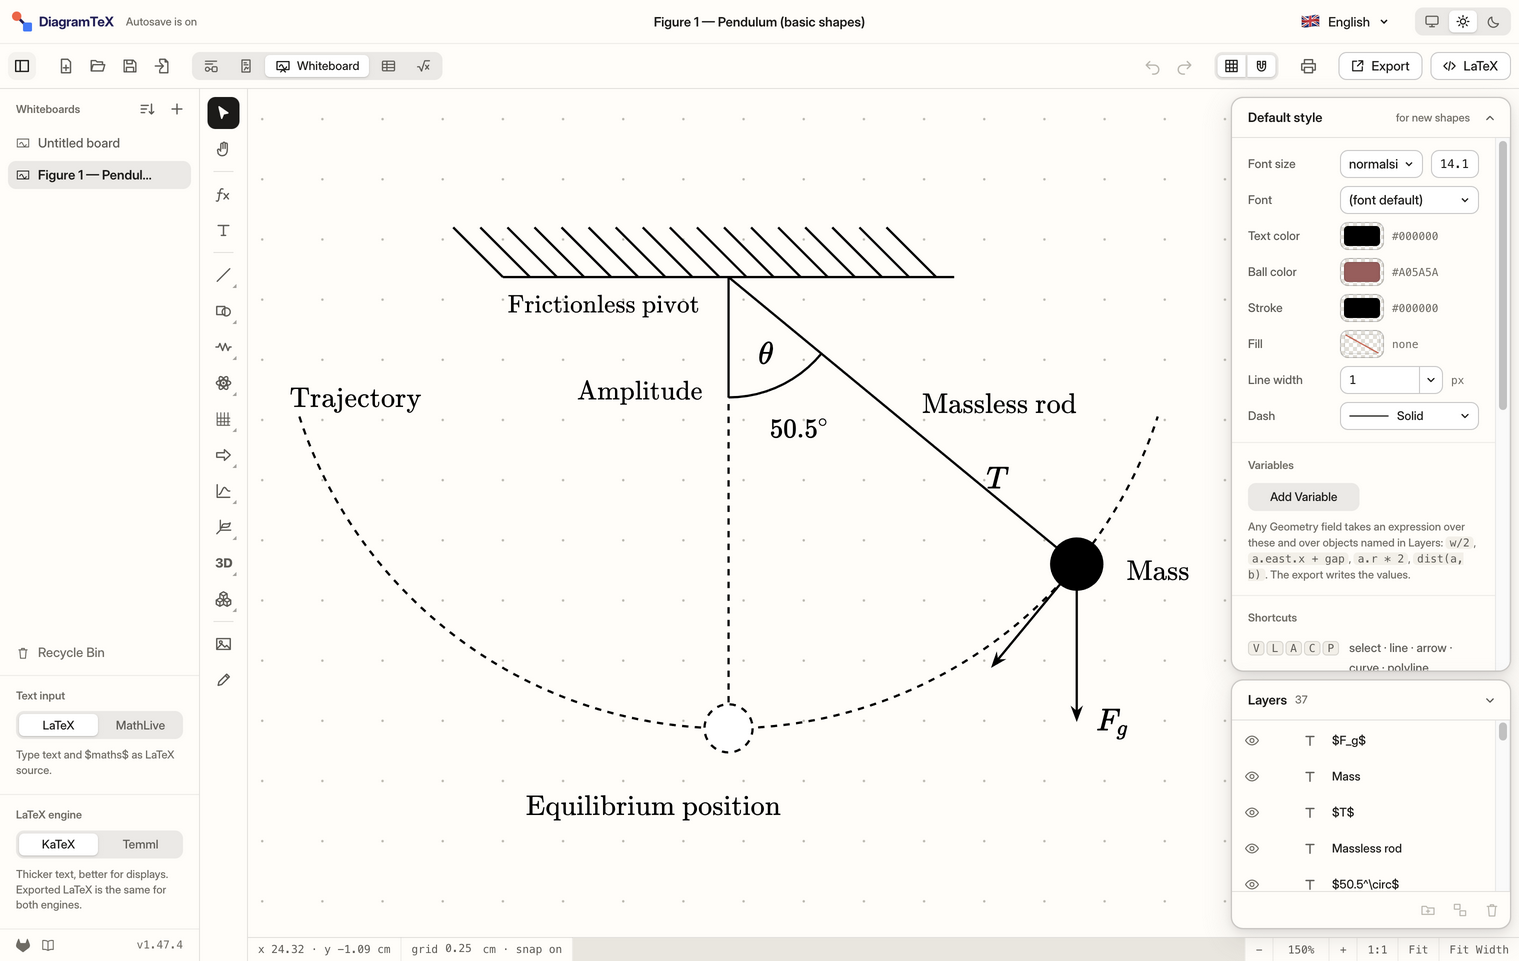 DiagramTeX Autosave is on
Figure 1 — Pendulum (basic shapes)
English
Whiteboard
Export
LaTeX
Whiteboards
Untitled board
Figure 1 — Pendul...
Recycle Bin
Text input
LaTeX MathLive
Type text and $maths$ as LaTeX
source.
LaTeX engine
KaTeX Temml
Thicker text, better for displays.
Exported LaTeX is the same for
both engines.
v1.47.4
fx
T
3D
Frictionless pivot
θ
Trajectory
Amplitude
Massless rod
50.5°
T
Mass
F_g
Equilibrium position
x 24.32 · y −1.09 cm
grid 0.25 cm · snap on
− 150% + 1:1 Fit Fit Width
Default style for new shapes
Font size normalsi 14.1
Font (font default)
Text color #000000
Ball color #A05A5A
Stroke #000000
Fill none
Line width 1 px
Dash Solid
Variables
Add Variable
Any Geometry field takes an expression over
these and over objects named in Layers: w/2,
a.east.x + gap, a.r * 2, dist(a,
b). The export writes the values.
Shortcuts
V L A C P select · line · arrow ·
curve · polyline
Layers 37
T $F_g$
T Mass
T $T$
T Massless rod
T $50.5^\circ$